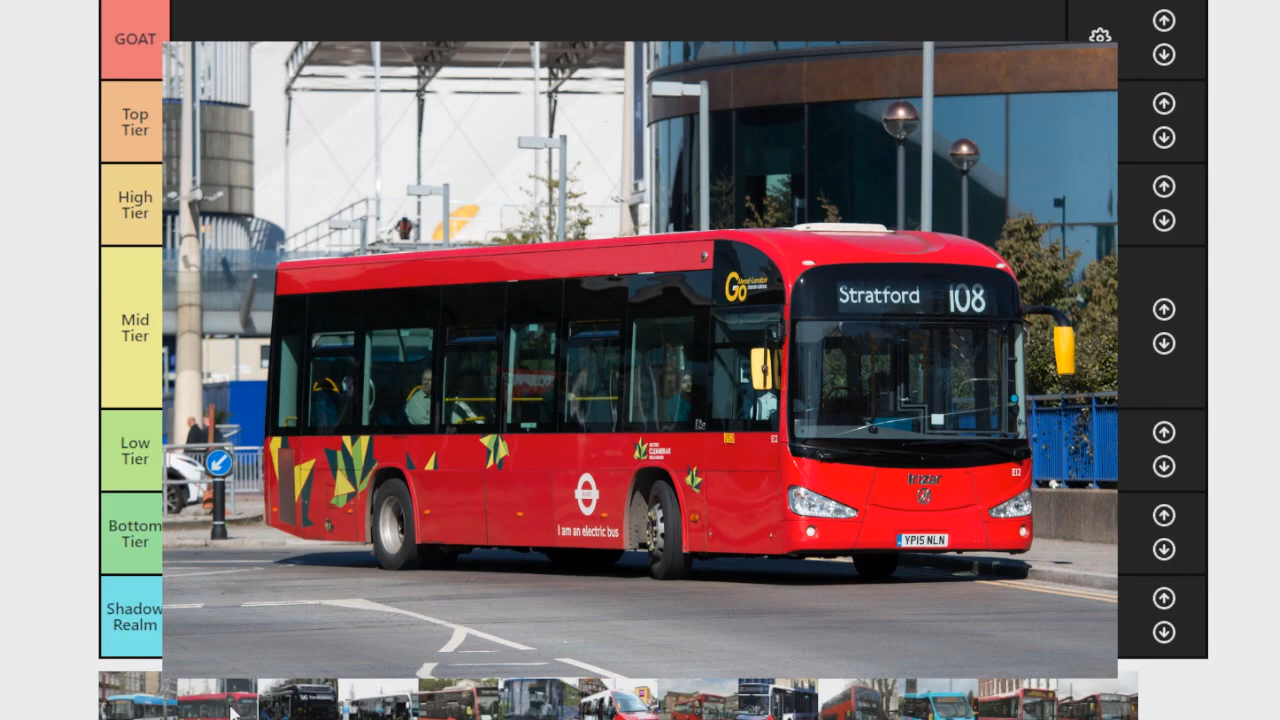 GOAT
Top
Tier
High
Tier
Mid
Tier
Low
Tier
Bottom
Tier
Shadow
Realm
Go
Stratford 108
I am an electric bus
Irizar
E12
YP15 NLN